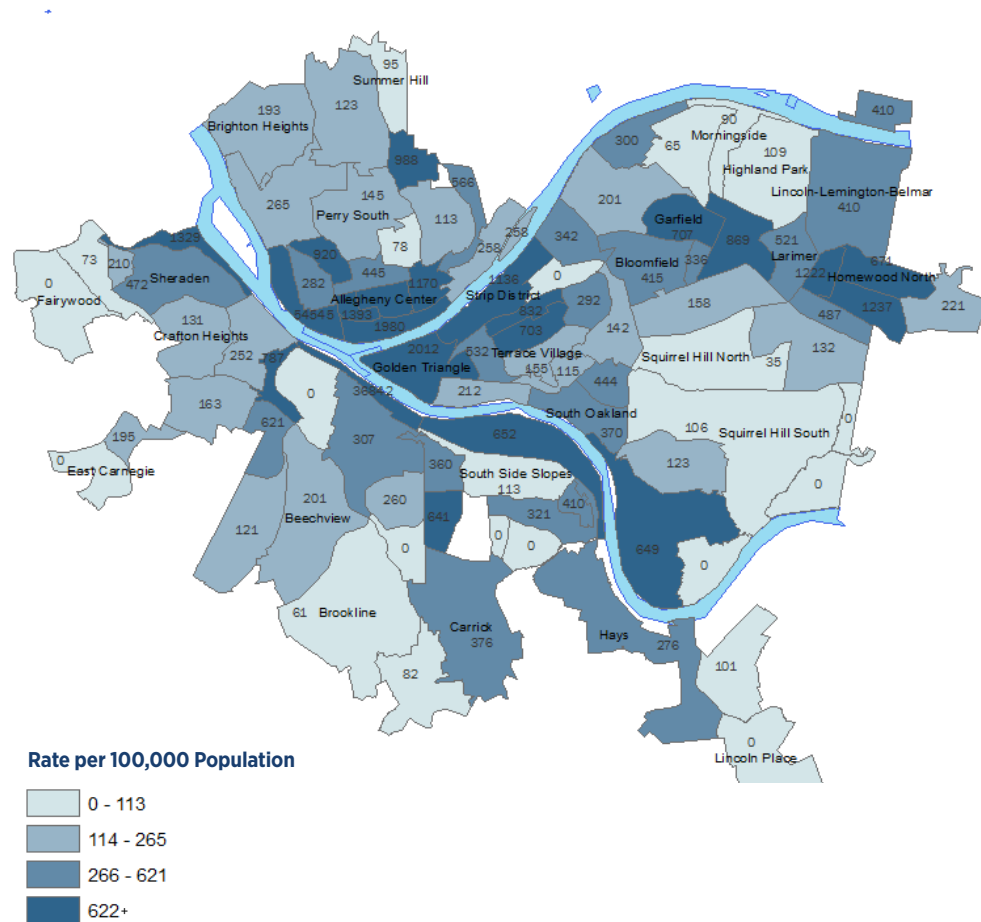 95
Summer Hill
193
123
Brighton Heights
410
90
300
Morningside
65
988
109
Highland Park
566
Lincoln-Lemington-Belmar
145
265
201
410
Perry South
113
Garfield
258
707
78
342
869
521
1329
258
Larimer
920
336
Bloomfield
73
210
445
0
415
671
Sheraden
282
1170
1136
1222
Homewood North
0
472
Allegheny Center
Strip District
Fairywood
292
158
1237
221
1393
832
487
131
1980
703
142
Crafton Heights
132
2012
532
Terrace Village
Squirrel Hill North
252
787
Golden Triangle
155
115
35
444
0
212
163
South Oakland
0
621
106
370
Squirrel Hill South
195
307
652
0
360
123
East Carnegie
South Side Slopes
0
113
201
260
410
Beechview
641
321
121
0
0
0
649
0
61
Brookline
Carrick
Hays
376
276
101
82
0
Lincoln Place
Rate per 100,000 Population
0 - 113
114 - 265
266 - 621
622+